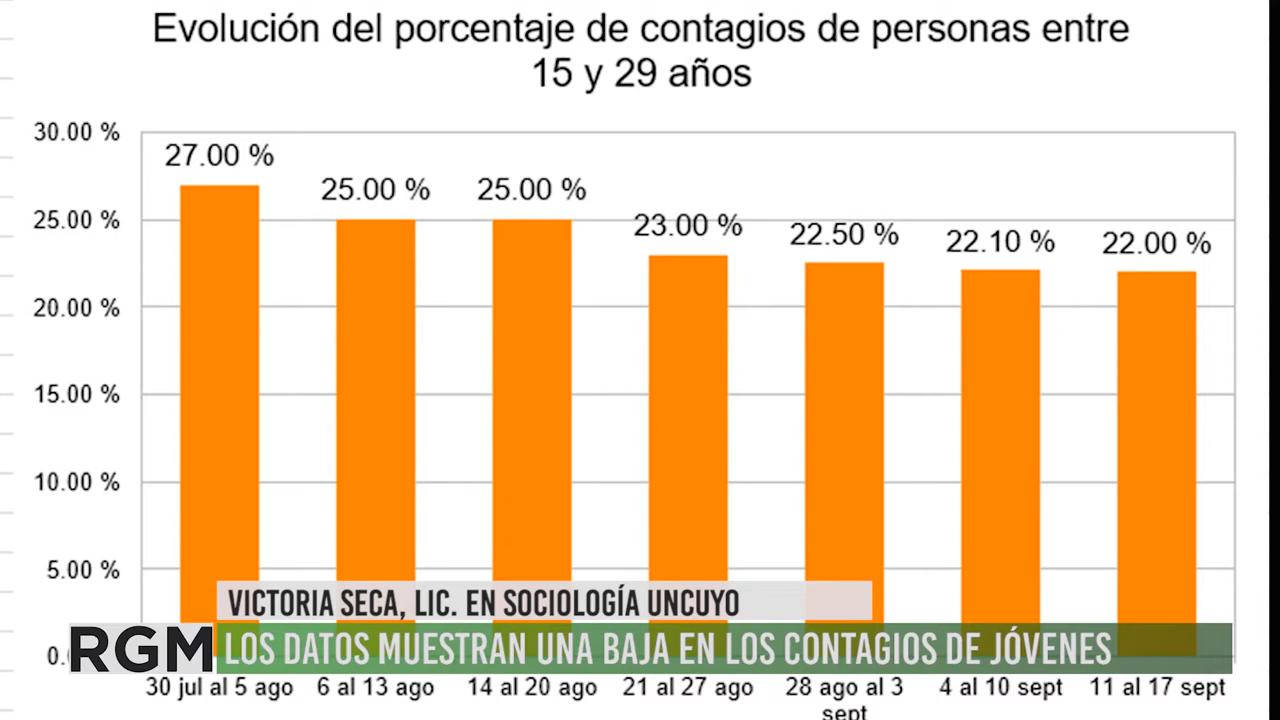 Evolución del porcentaje de contagios de personas entre
15 y 29 años
30.00 %
25.00 %
20.00 %
15.00 %
10.00 %
5.00 %
27.00 %
25.00 %
25.00 %
23.00 %
22.50 %
22.10 %
22.00 %
VICTORIA SECA, LIC. EN SOCIOLOGÍA UNCUYO
RGM
LOS DATOS MUESTRAN UNA BAJA EN LOS CONTAGIOS DE JÓVENES
30 jul al 5 ago
6 al 13 ago
14 al 20 ago
21 al 27 ago
28 ago al 3
sept
4 al 10 sept
11 al 17 sept